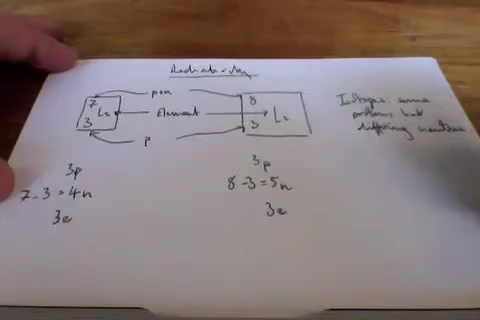 Radioactivity
7 p+n 8
Li Element Li
3 p 3
Isotopes: same
protons but
differing neutrons
3p 3p
7-3=4n 8-3=5n
3e 3e